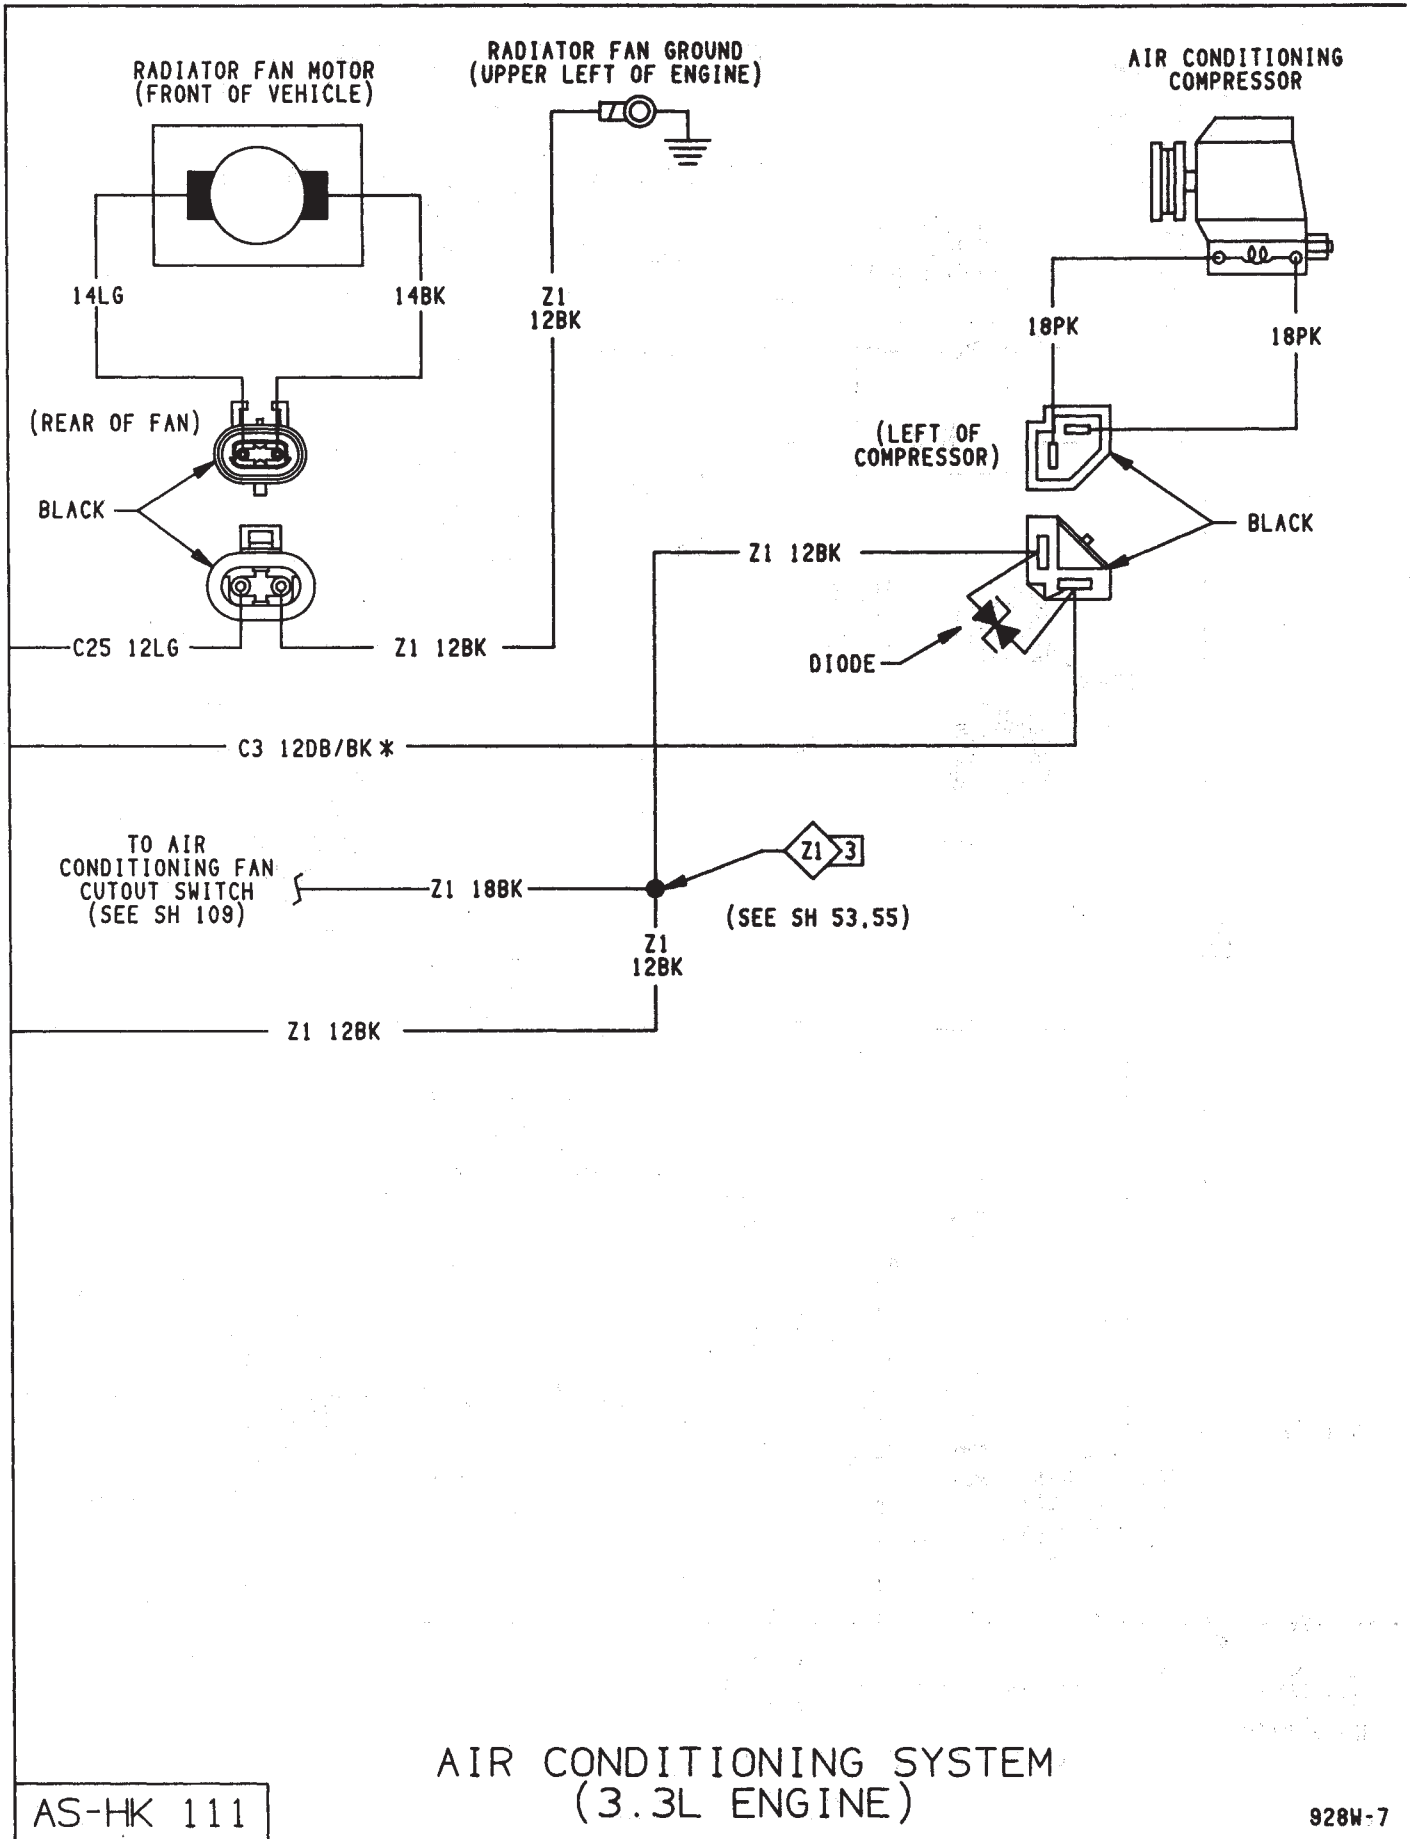 RADIATOR FAN MOTOR
(FRONT OF VEHICLE)
RADIATOR FAN GROUND
(UPPER LEFT OF ENGINE)
AIR CONDITIONING
COMPRESSOR
14LG
14BK
Z1
12BK
18PK
18PK
(REAR OF FAN)
(LEFT OF
COMPRESSOR)
BLACK
BLACK
Z1 12BK
C25 12LG
Z1 12BK
DIODE
C3 12DB/BK *
TO AIR
CONDITIONING FAN
CUTOUT SWITCH
(SEE SH 109)
Z1 18BK
Z1 3
(SEE SH 53,55)
Z1
12BK
Z1 12BK
AIR CONDITIONING SYSTEM
(3.3L ENGINE)
AS-HK 111
928W-7